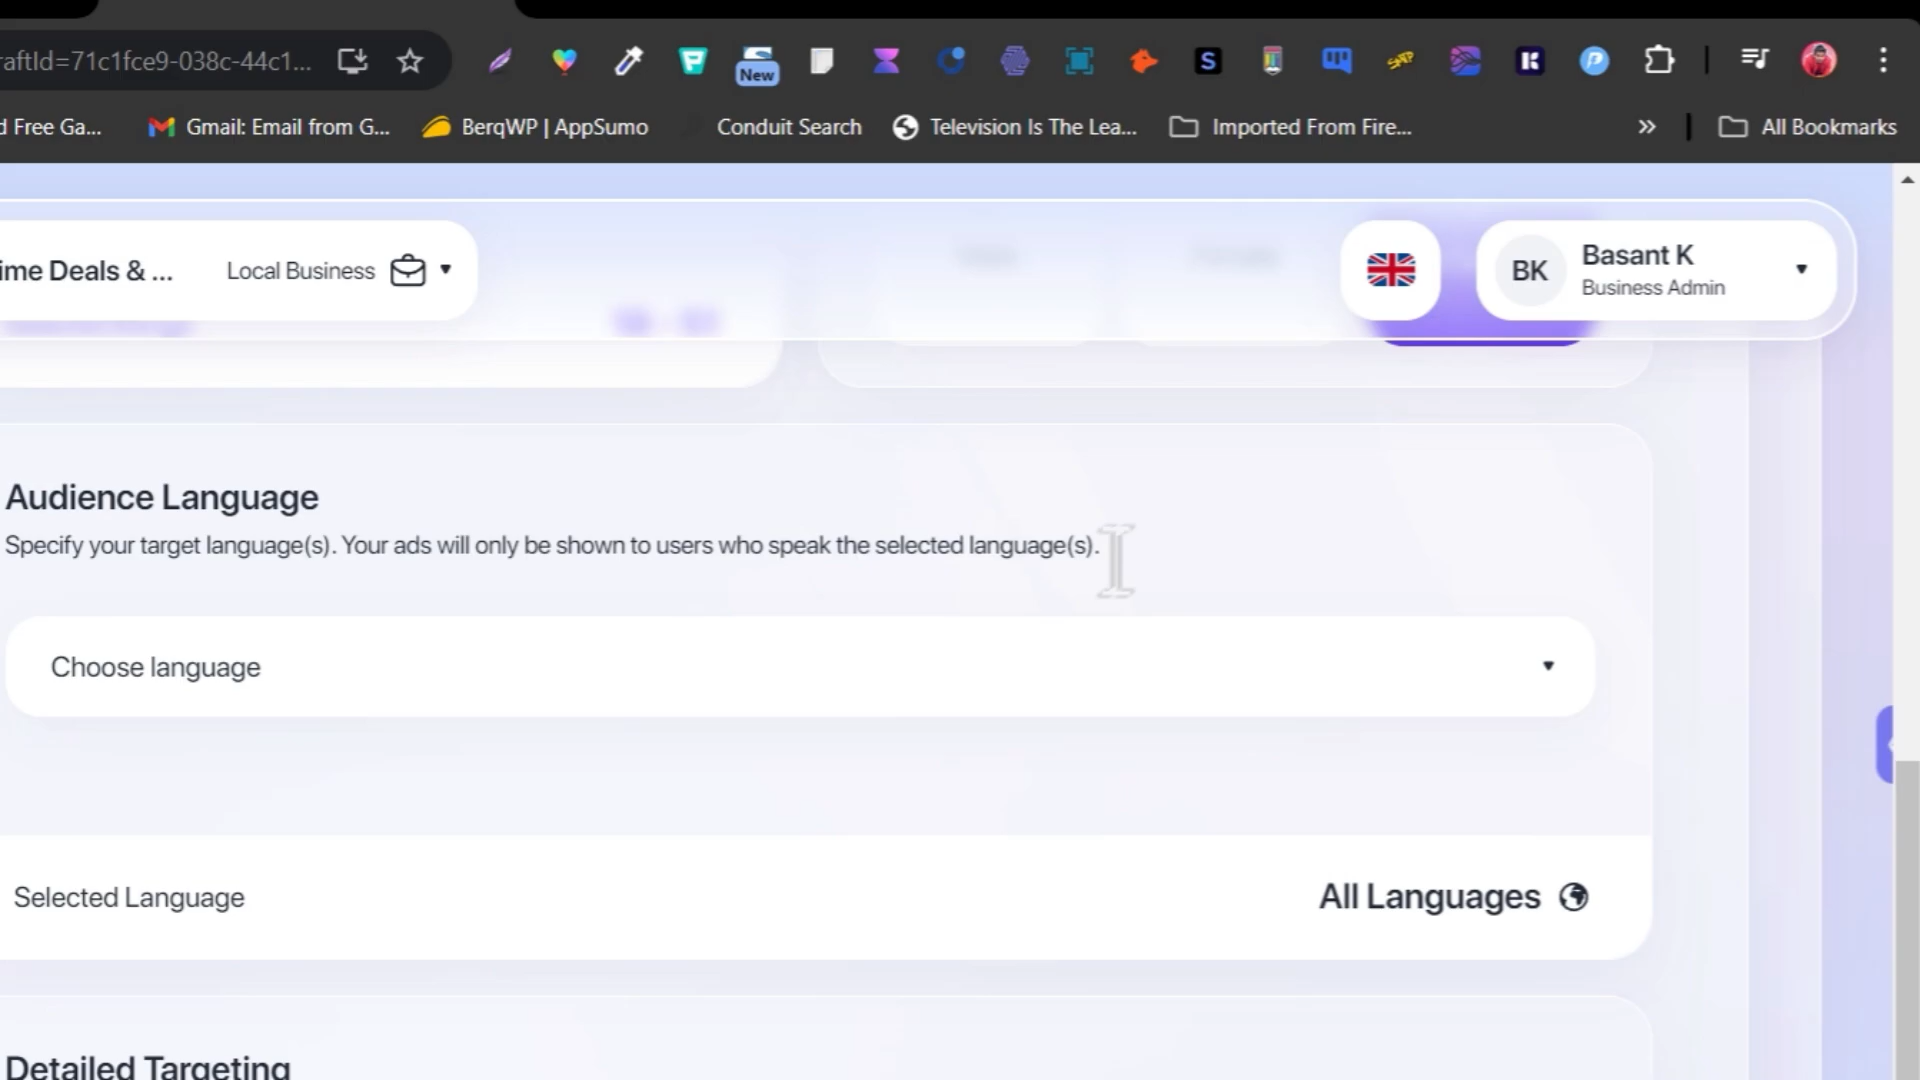 aftId=71c1fce9-038c-44c1...
New
S
K
P
d Free Ga...
Gmail: Email from G...
BerqWP | AppSumo
Conduit Search
Television Is The Lea...
Imported From Fire...
All Bookmarks
ime Deals & ...
Local Business
BK
Basant K
Business Admin
Audience Language
Specify your target language(s). Your ads will only be shown to users who speak the selected language(s).
Choose language
Selected Language
All Languages
Detailed Targeting